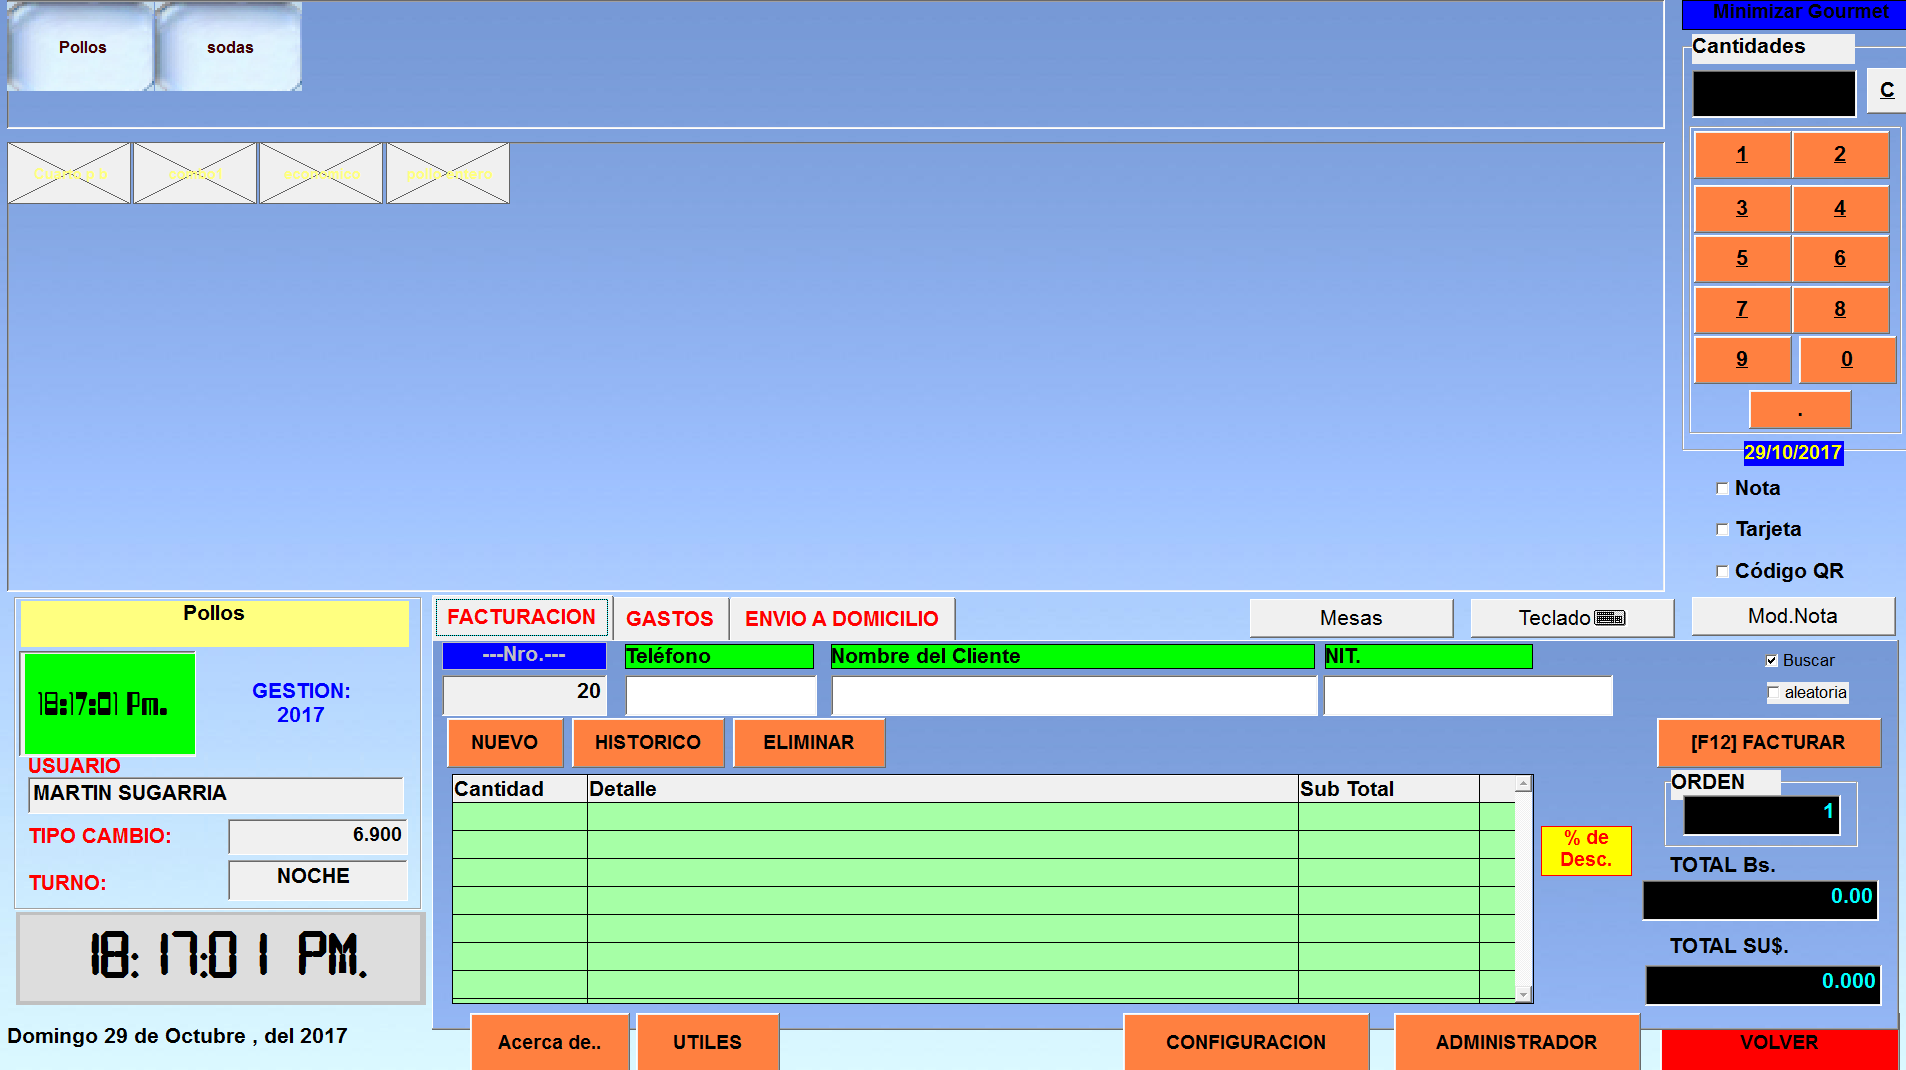 Pollos
sodas
Minimizar Gourmet
Cantidades
C
1
2
3
4
5
6
7
8
9
0
.
29/10/2017
Nota
Tarjeta
Código QR
Mod.Nota
Pollos
18:17:01 Pm.
GESTION:
2017
USUARIO
MARTIN SUGARRIA
TIPO CAMBIO:
6.900
TURNO:
NOCHE
18:17:01 PM.
Domingo 29 de Octubre , del 2017
FACTURACION
GASTOS
ENVIO A DOMICILIO
Mesas
Teclado
---Nro.---
Teléfono
Nombre del Cliente
NIT.
20
Buscar
aleatoria
NUEVO
HISTORICO
ELIMINAR
[F12] FACTURAR
Cantidad
Detalle
Sub Total
% de
Desc.
ORDEN
1
TOTAL Bs.
0.00
TOTAL SU$.
0.000
Acerca de..
UTILES
CONFIGURACION
ADMINISTRADOR
VOLVER